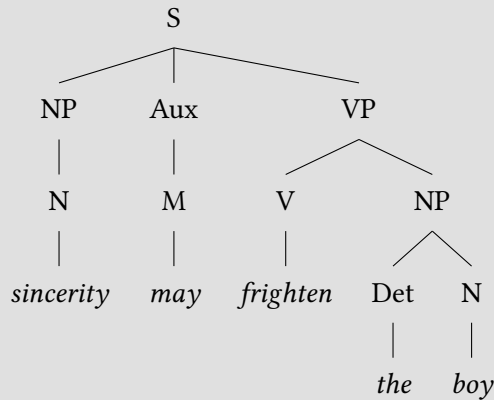 S
NP Aux VP
N M V NP
sincerity may frighten Det N
the boy